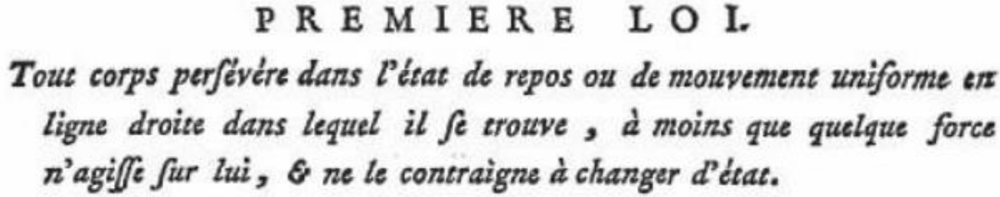 PREMIERE LOI.
Tout corps perſévère dans l'état de repos ou de mouvement uniforme en
ligne droite dans lequel il ſe trouve, à moins que quelque force
n'agiſſe ſur lui, & ne le contraigne à changer d'état.